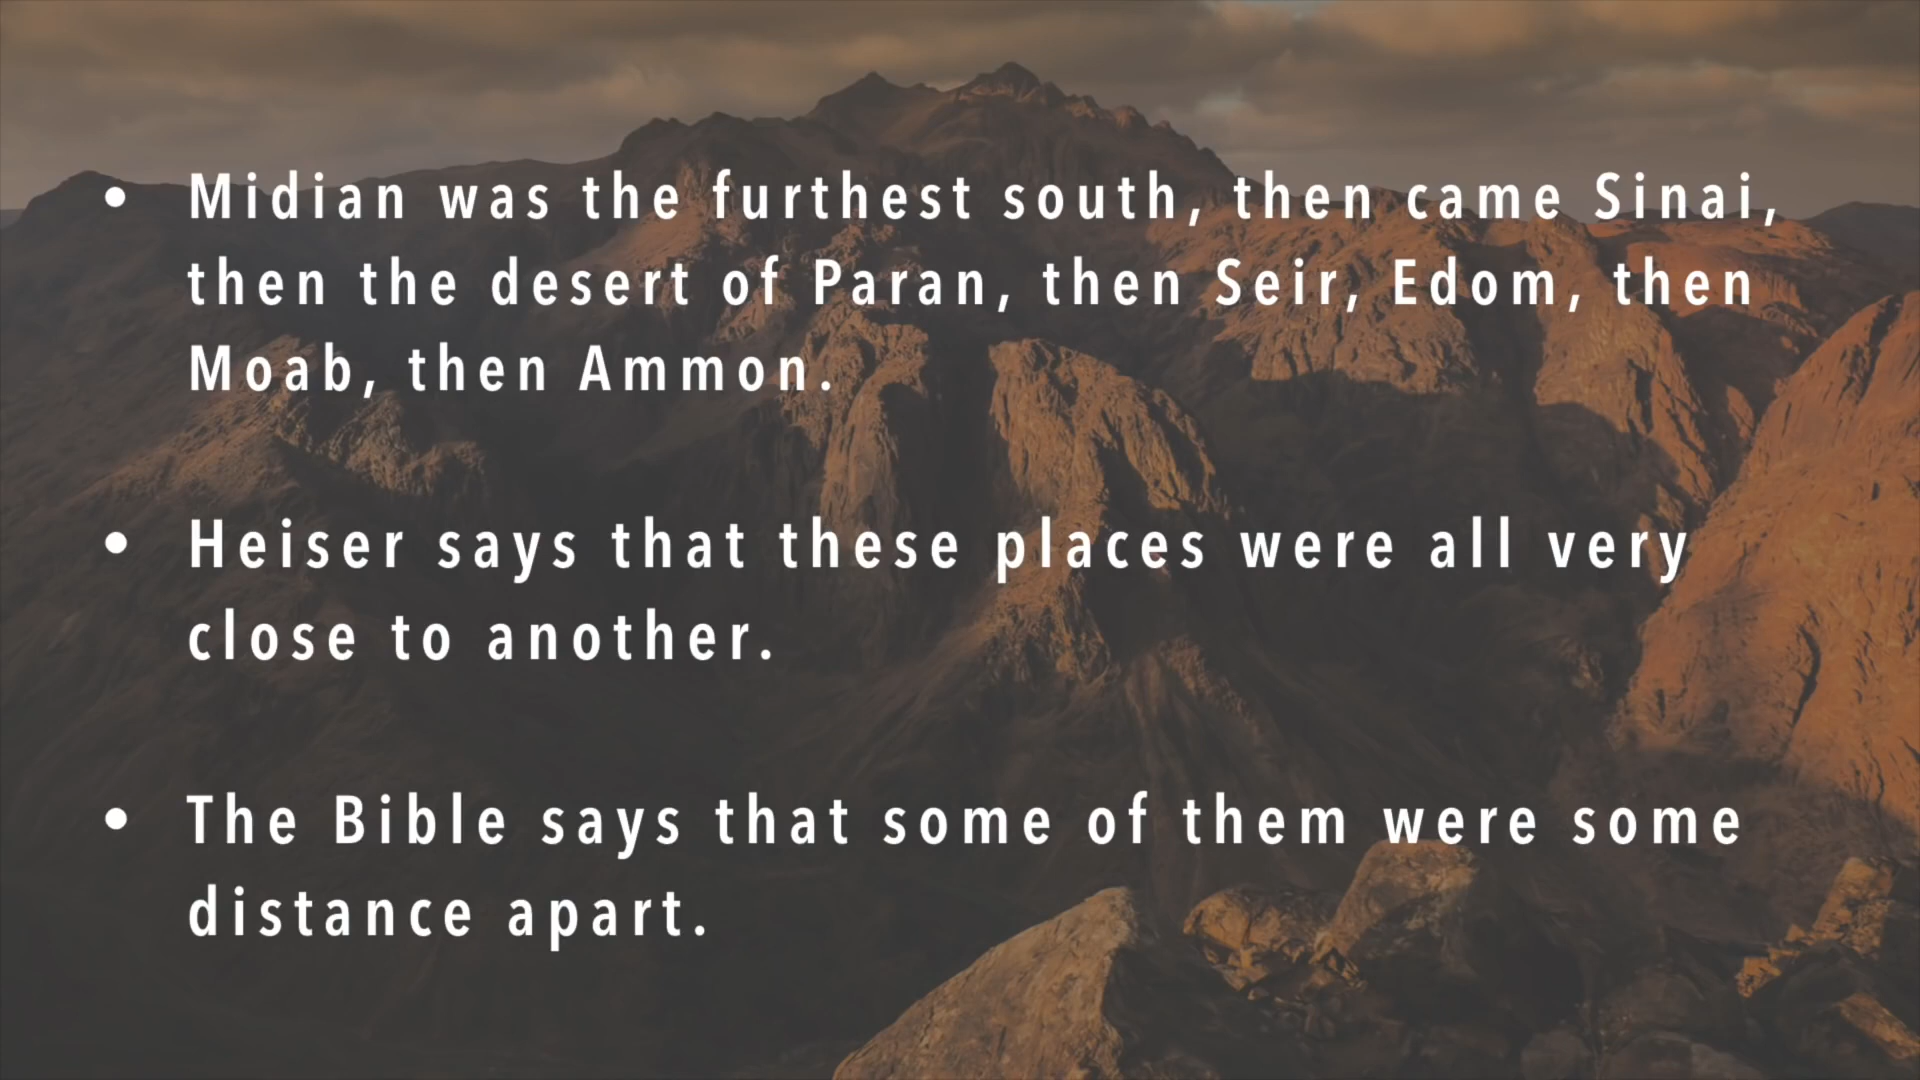 • Midian was the furthest south, then came Sinai,
then the desert of Paran, then Seir, Edom, then
Moab, then Ammon.
• Heiser says that these places were all very
close to another.
• The Bible says that some of them were some
distance apart.